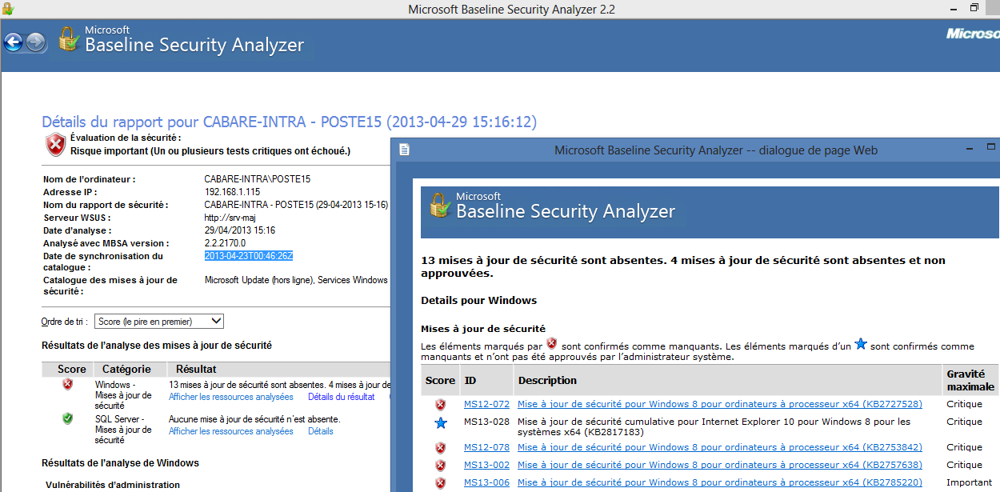 Microsoft Baseline Security Analyzer 2.2
Microsoft
Baseline Security Analyzer
Microso
Détails du rapport pour CABARE-INTRA - POSTE15 (2013-04-29 15:16:12)
Évaluation de la sécurité :
Risque important (Un ou plusieurs tests critiques ont échoué.)
Nom de l'ordinateur : CABARE-INTRA\POSTE15
Adresse IP : 192.168.1.115
Nom du rapport de sécurité : CABARE-INTRA - POSTE15 (29-04-2013 15-16)
Serveur WSUS : http://srv-maj
Date d'analyse : 29/04/2013 15:16
Analysé avec MBSA version : 2.2.2170.0
Date de synchronisation du 2013-04-23T00:46:26Z
catalogue :
Catalogue des mises à jour de Microsoft Update (hors ligne), Services Windows
sécurité :
Ordre de tri : Score (le pire en premier)
Résultats de l'analyse des mises à jour de sécurité
Score Catégorie Résultat
Windows - 13 mises à jour de sécurité sont absentes. 4 mises à jour de
Mises à jour de Afficher les ressources analysées Détails du résultat
sécurité
SQL Server - Aucune mise à jour de sécurité n'est absente.
Mises à jour de Afficher les ressources analysées Détails
sécurité
Résultats de l'analyse de Windows
Vulnérabilités d'administration
Microsoft Baseline Security Analyzer -- dialogue de page Web
Microsoft
Baseline Security Analyzer
13 mises à jour de sécurité sont absentes. 4 mises à jour de sécurité sont absentes et non
approuvées.
Details pour Windows
Mises à jour de sécurité
Les éléments marqués par sont confirmés comme manquants. Les éléments marqués d'un sont confirmés comme
manquants et n'ont pas été approuvés par l'administrateur système.
Score ID Description Gravité
maximale
MS12-072 Mise à jour de sécurité pour Windows 8 pour ordinateurs à processeur x64 (KB2727528) Critique
MS13-028 Mise à jour de sécurité cumulative pour Internet Explorer 10 pour Windows 8 pour les Critique
systèmes x64 (KB2817183)
MS12-078 Mise à jour de sécurité pour Windows 8 pour ordinateurs à processeur x64 (KB2753842) Critique
MS13-002 Mise à jour de sécurité pour Windows 8 pour ordinateurs à processeur x64 (KB2757638) Critique
MS13-006 Mise à jour de sécurité pour Windows 8 pour ordinateurs à processeur x64 (KB2785220) Important